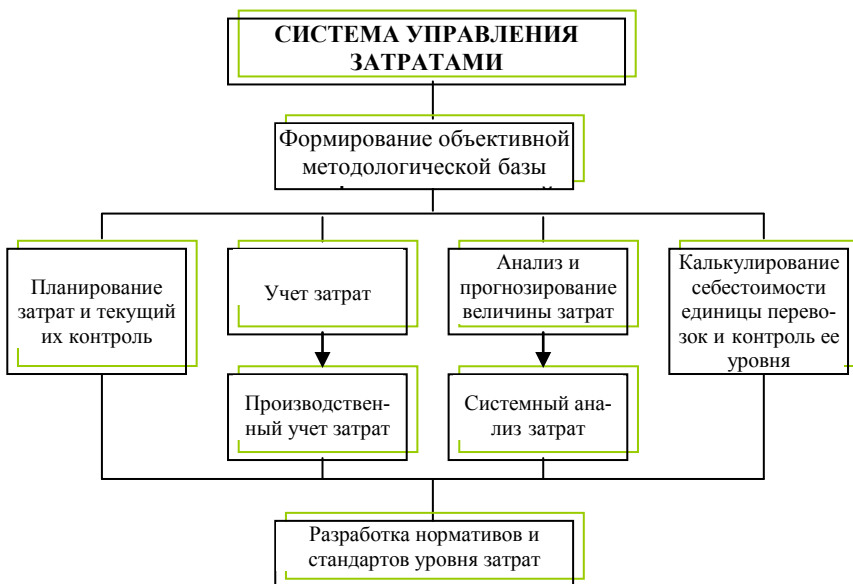 СИСТЕМА УПРАВЛЕНИЯ
ЗАТРАТАМИ
Формирование объективной
методологической базы
Планирование
затрат и текущий
их контроль
Учет затрат
Анализ и
прогнозирование
величины затрат
Калькулирование
себестоимости
единицы перево-
зок и контроль ее
уровня
Производствен-
ный учет затрат
Системный ана-
лиз затрат
Разработка нормативов и
стандартов уровня затрат